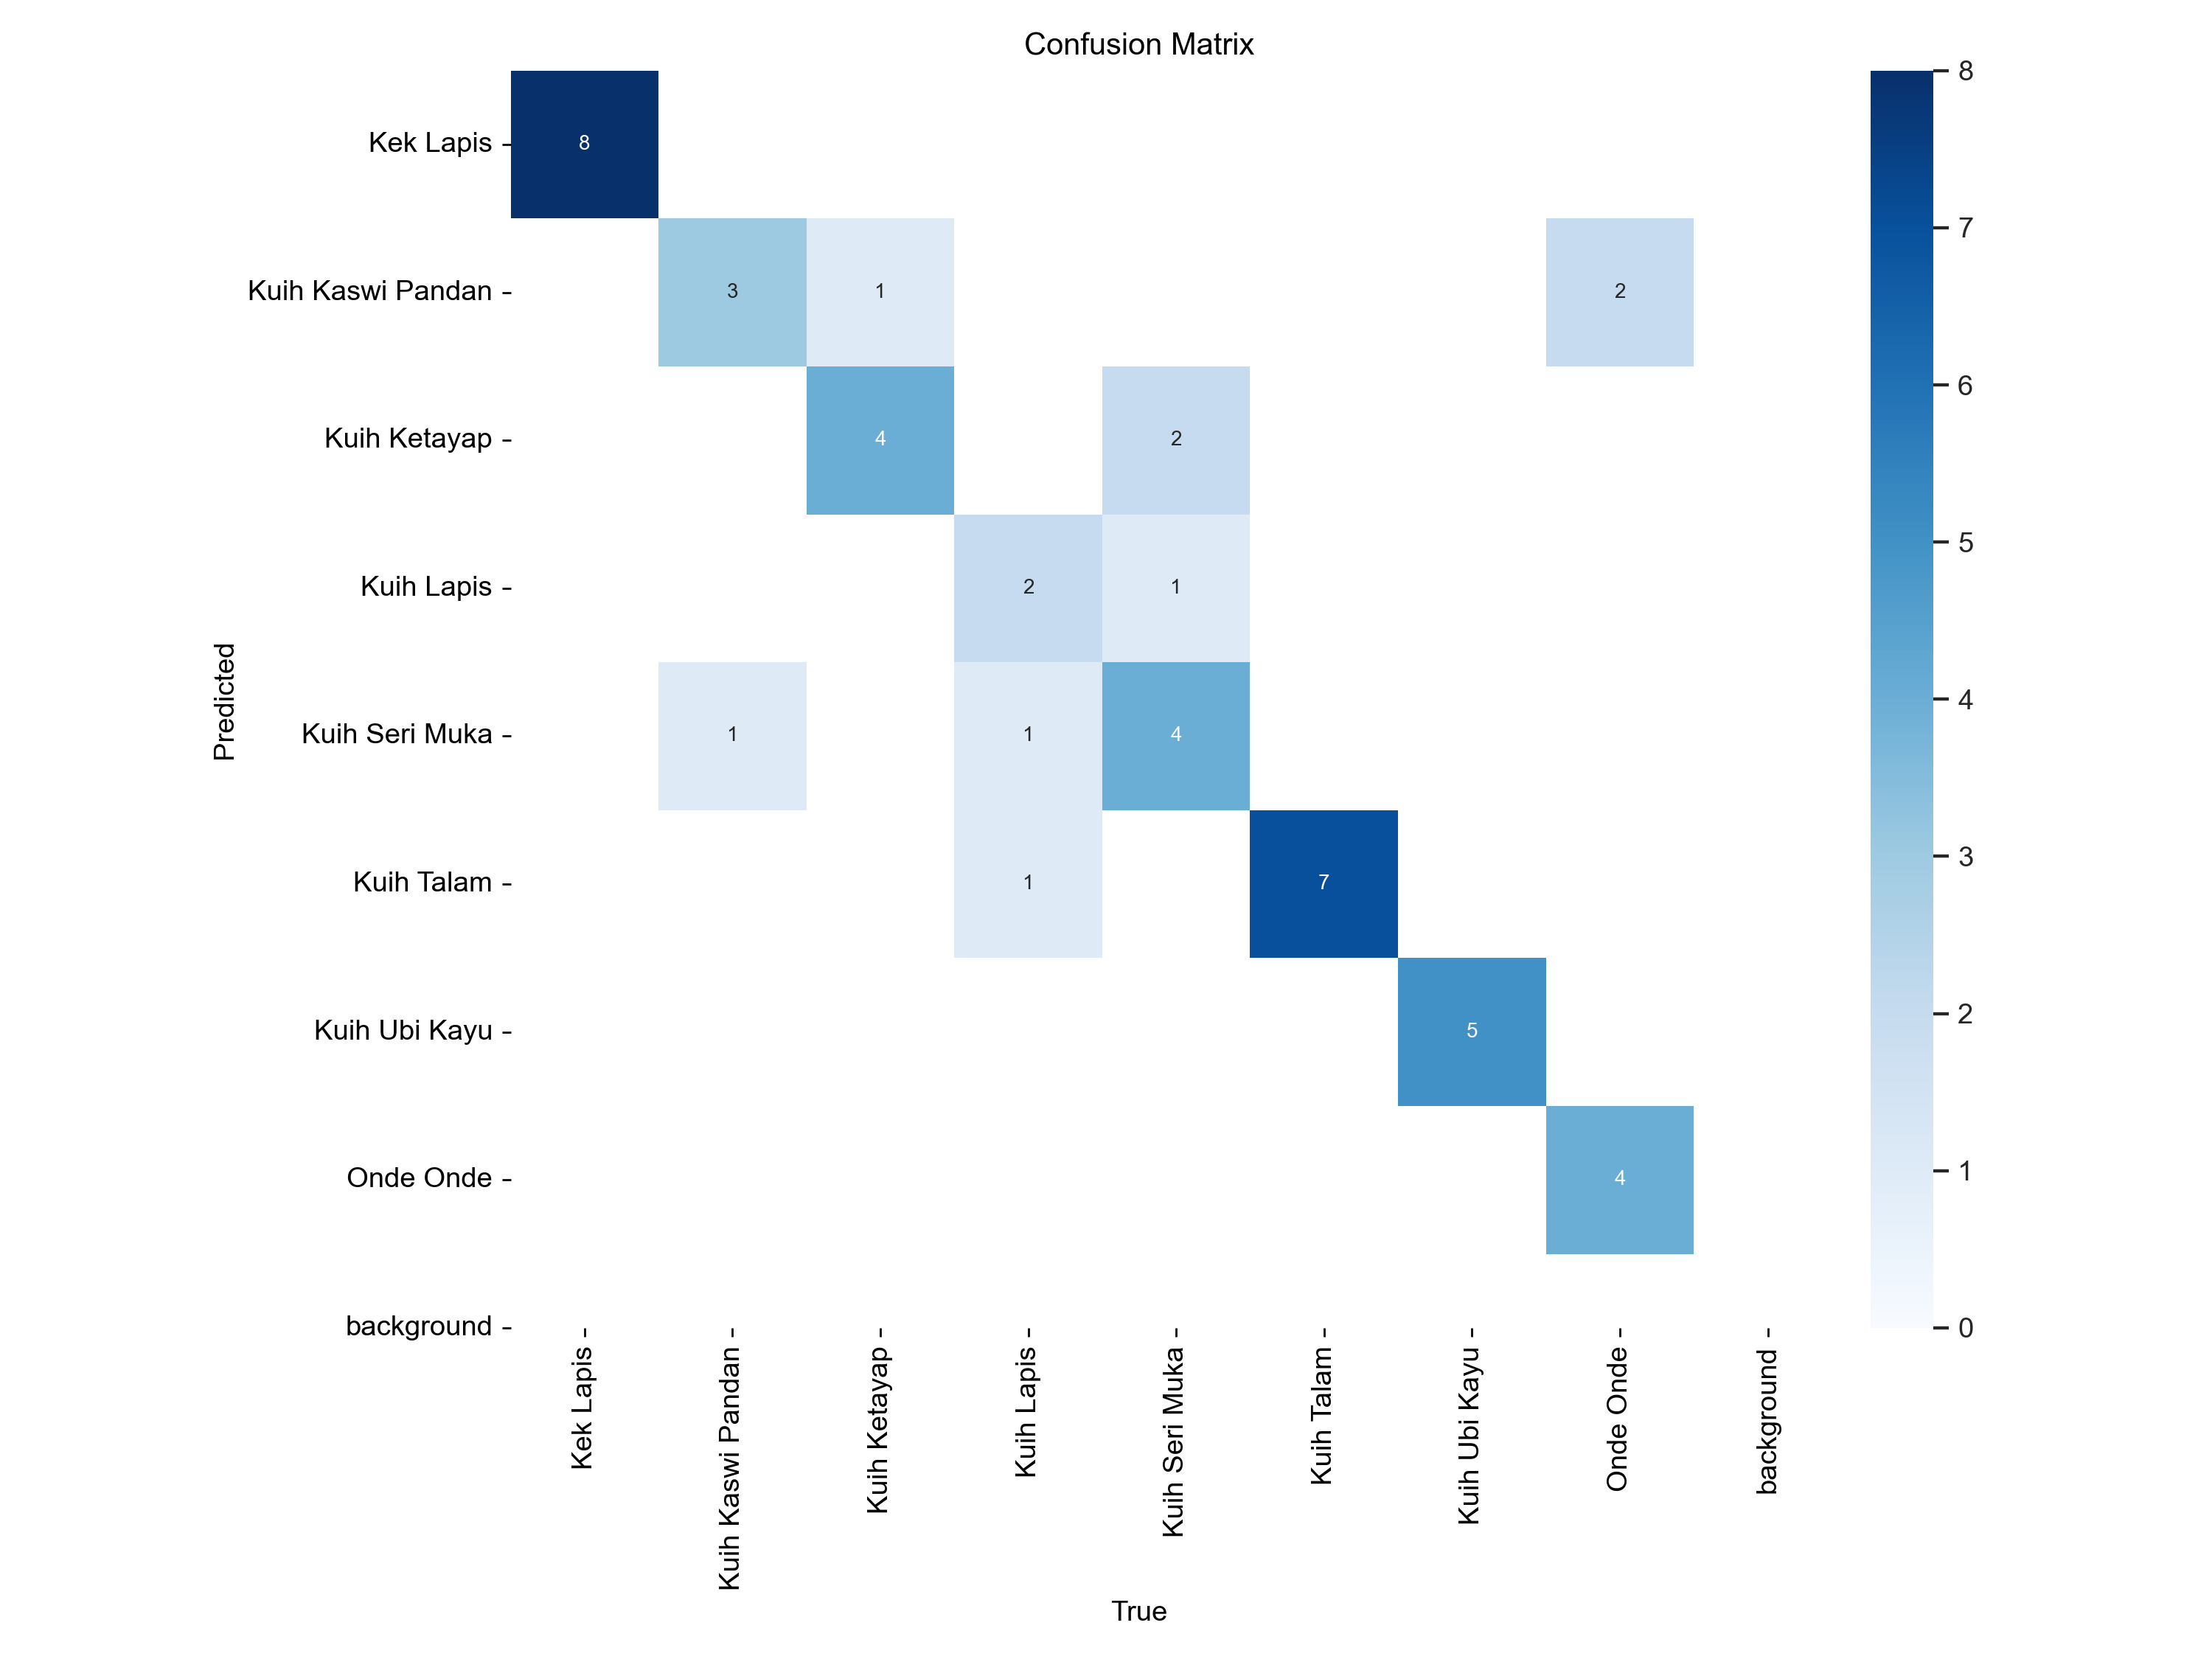 Confusion Matrix
Kek Lapis
8
Kuih Kaswi Pandan
3 1 2
Kuih Ketayap
4 2
Kuih Lapis
2 1
Kuih Seri Muka
1 1 4
Kuih Talam
1 7
Kuih Ubi Kayu
5
Onde Onde
4
background
Predicted
Kek Lapis
Kuih Kaswi Pandan
Kuih Ketayap
Kuih Lapis
Kuih Seri Muka
Kuih Talam
Kuih Ubi Kayu
Onde Onde
background
True
8
7
6
5
4
3
2
1
0